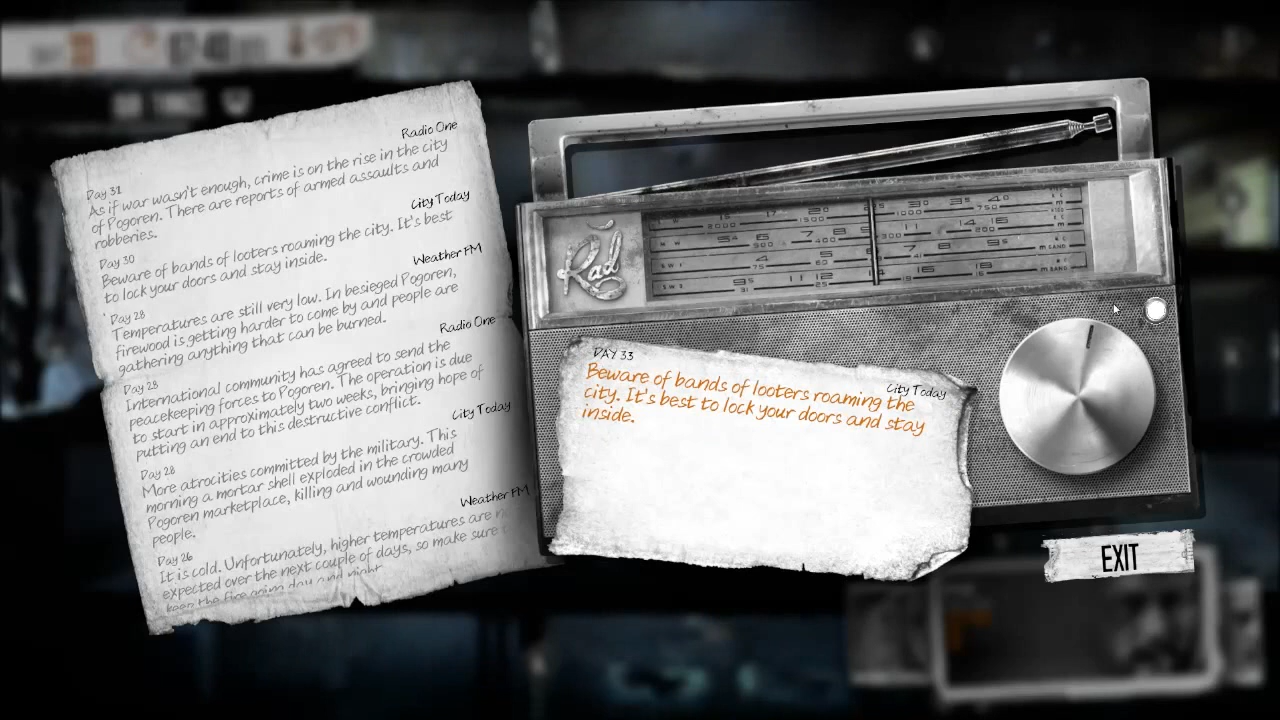 Radio One
Day 31
As if war wasn't enough, crime is on the rise in the city
of Pogoren. There are reports of armed assaults and
robberies.
City Today
Day 30
Beware of bands of looters roaming the city. It's best
to lock your doors and stay inside.
Weather FM
Day 28
Temperatures are still very low. In besieged Pogoren,
firewood is getting harder to come by and people are
gathering anything that can be burned.
Radio One
Day 28
International community has agreed to send the
peacekeeping forces to Pogoren. The operation is due
to start in approximately two weeks, bringing hope of
putting an end to this destructive conflict.
City Today
Day 28
More atrocities committed by the military. This
morning a mortar shell exploded in the crowded
Pogoren marketplace, killing and wounding many
people.
Weather FM
Day 26
It is cold. Unfortunately, higher temperatures are
expected over the next couple of days, so make sure
Rad
DAY 33
City Today
Beware of bands of looters roaming the
city. It's best to lock your doors and stay
inside.
EXIT